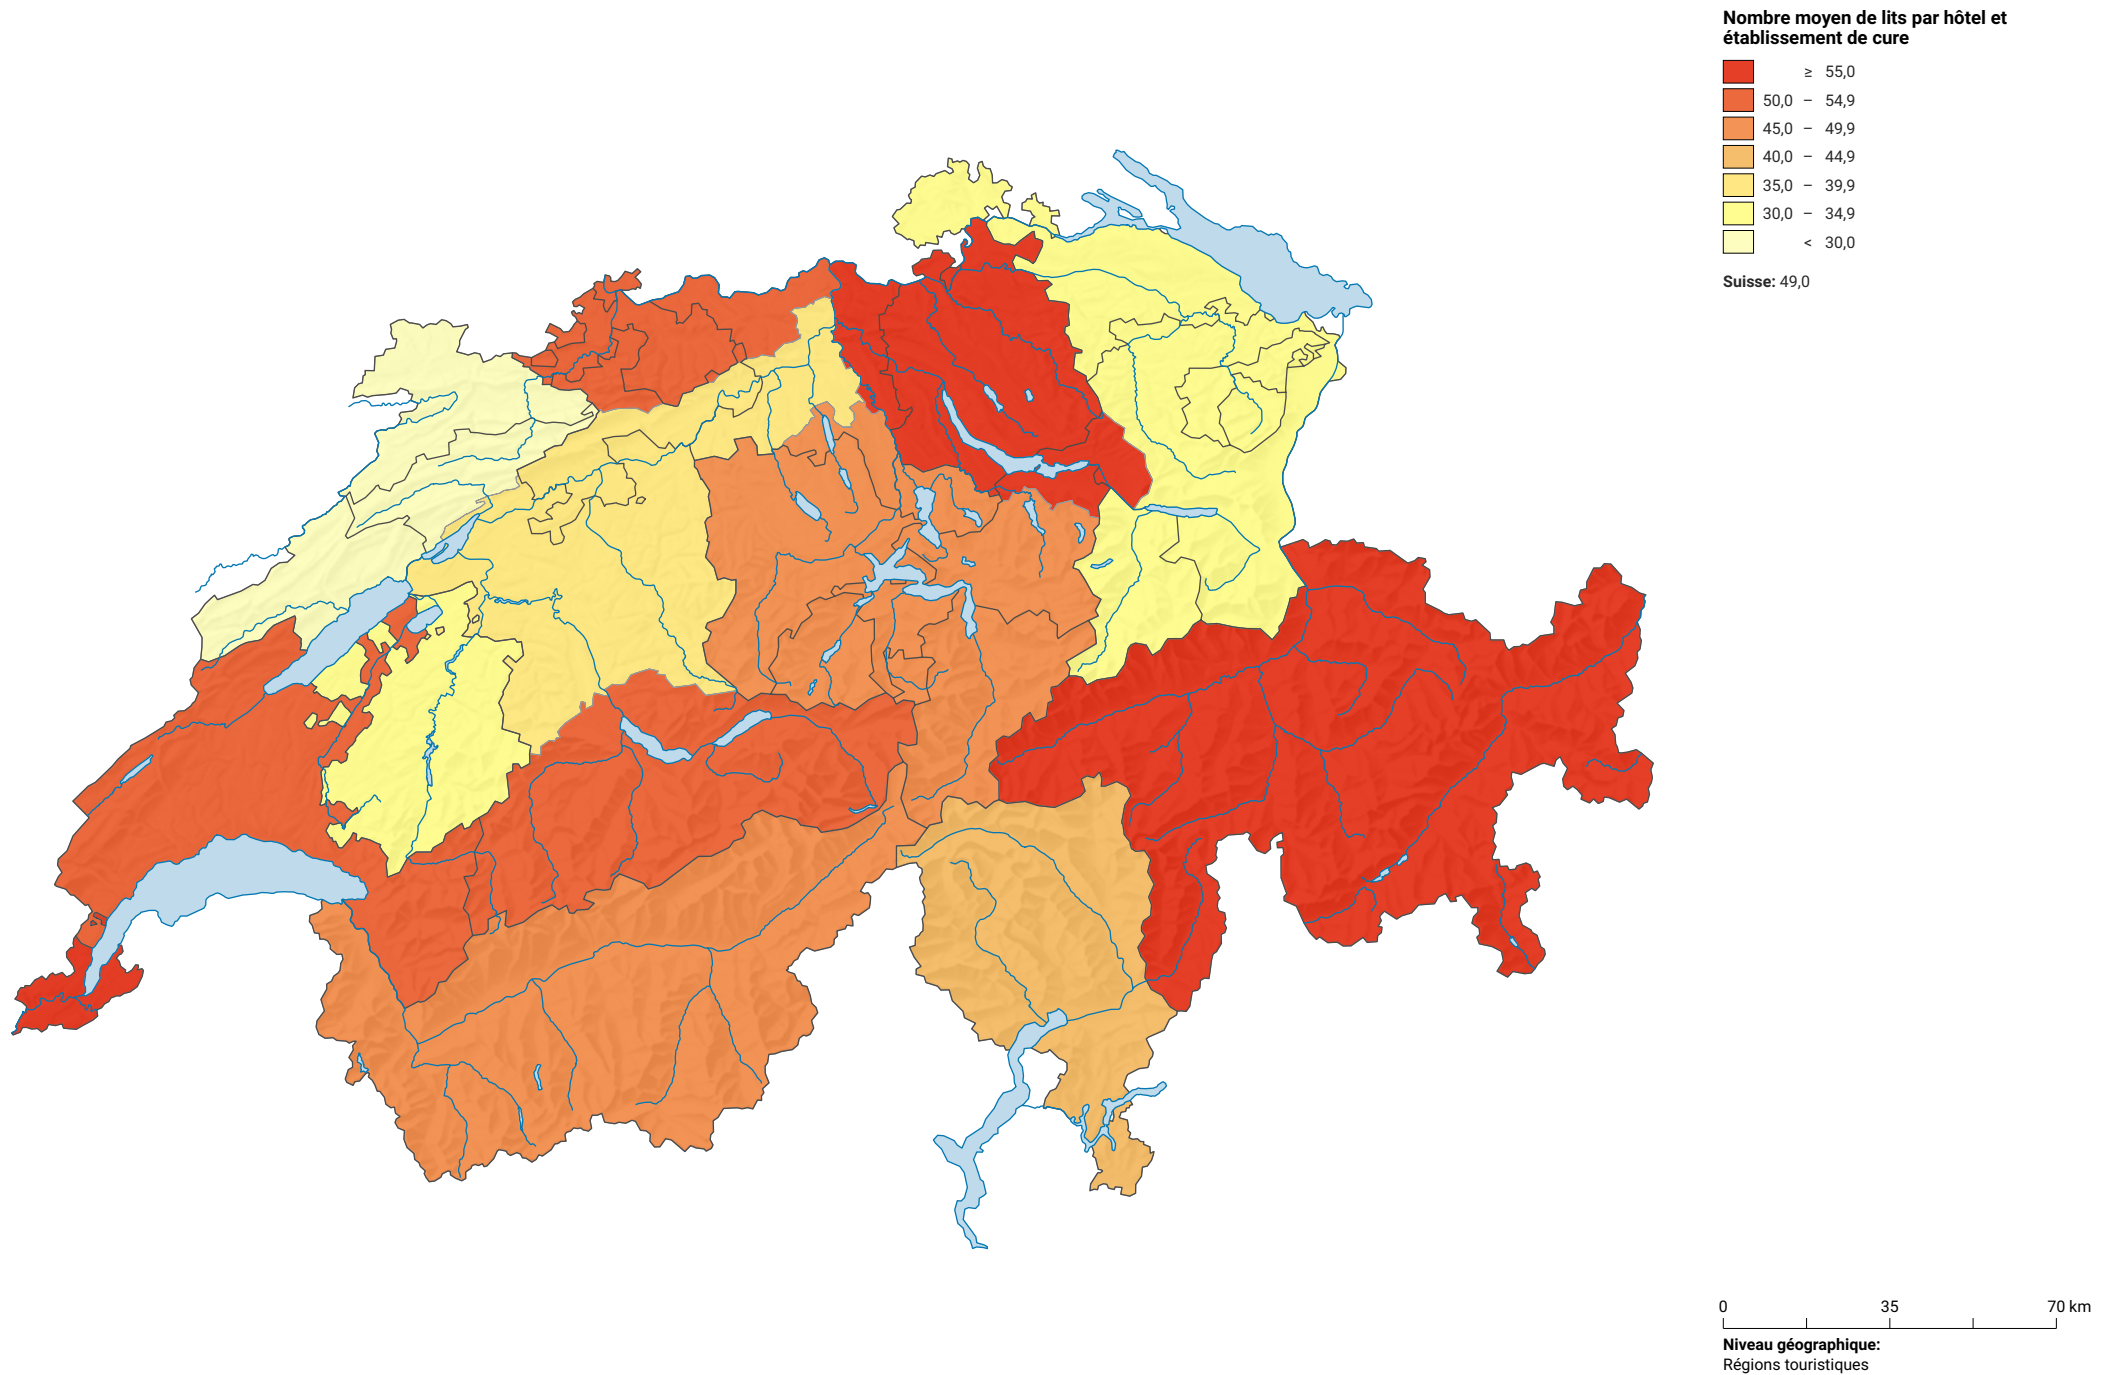 Nombre moyen de lits par hôtel et
établissement de cure
≥ 55,0
50,0 – 54,9
45,0 – 49,9
40,0 – 44,9
35,0 – 39,9
30,0 – 34,9
< 30,0
Suisse: 49,0
0 35 70 km
Niveau géographique:
Régions touristiques